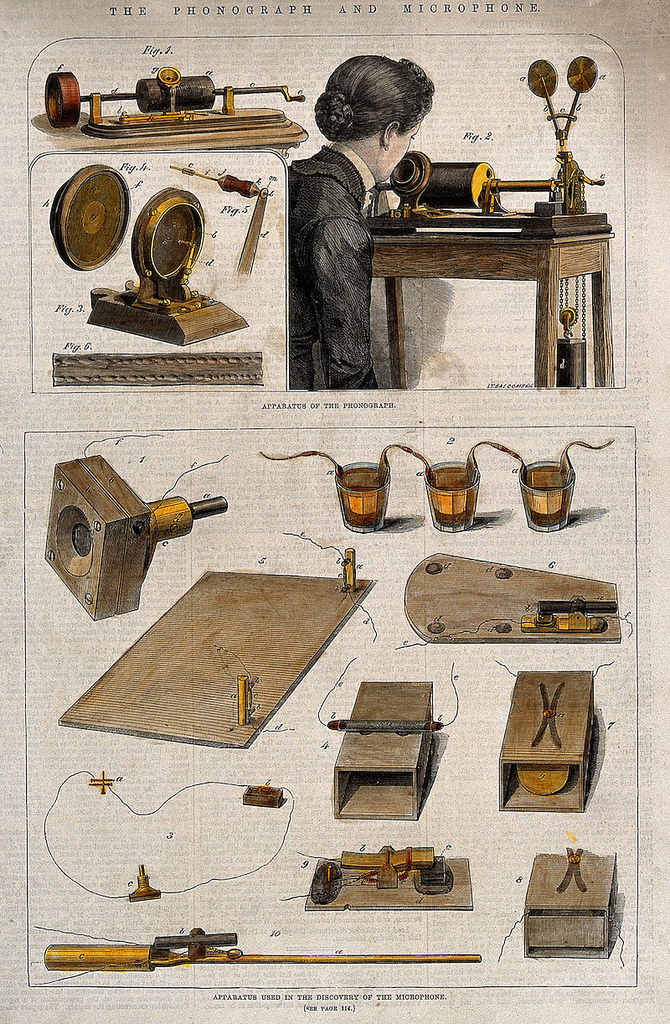 THE PHONOGRAPH AND MICROPHONE.
Fig. 1.
f
g
a
d
c
e
b
Fig. 2.
a
a
b
b
c
e
Fig. 4.
f
h
g
Fig. 5
e
i
f
k
m
l
d
Fig. 3.
b
d
Fig. 6.
APPARATUS OF THE PHONOGRAPH.
f
1
f
a
c
2
a
a
a
5
e
b
a
d
c
b
a
d
6
d
d
b
f
e
4
e
e
b
b
7
a
g
3
a
b
c
9
b
c
d
8
10
b
c
a
APPARATUS USED IN THE DISCOVERY OF THE MICROPHONE.
(SEE PAGE 114.)